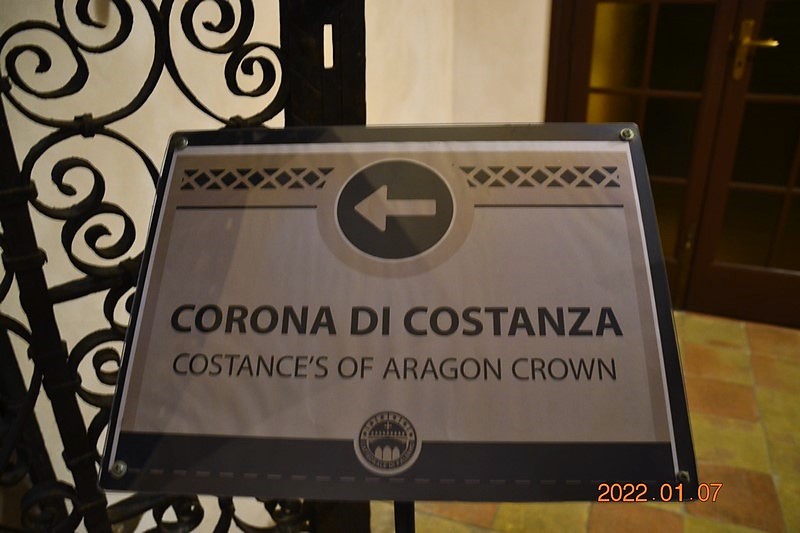 CORONA DI COSTANZA
COSTANCE'S OF ARAGON CROWN
2022.01.07